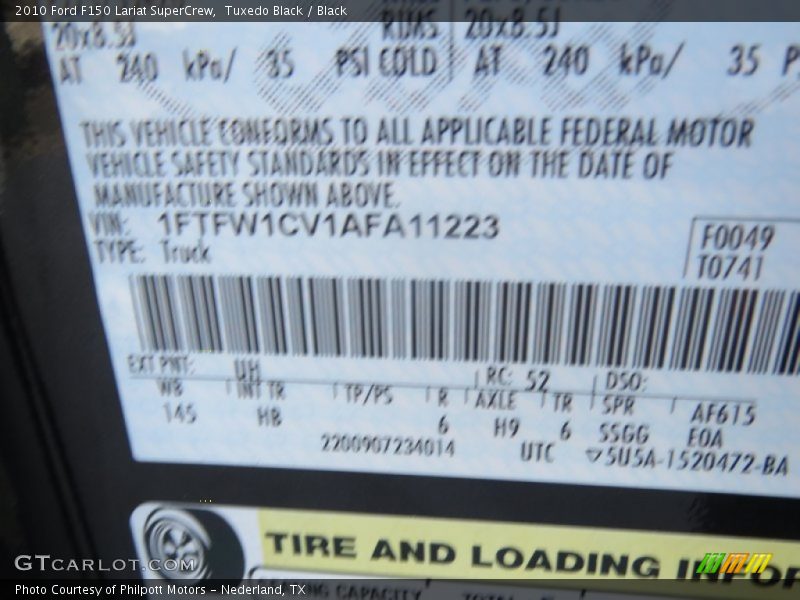 2010 Ford F150 Lariat SuperCrew, Tuxedo Black / Black
20x8.5J RIMS 20x8.5J
AT 240 kPa/ 35 PSI COLD AT 240 kPa/ 35 P
THIS VEHICLE CONFORMS TO ALL APPLICABLE FEDERAL MOTOR
VEHICLE SAFETY STANDARDS IN EFFECT ON THE DATE OF
MANUFACTURE SHOWN ABOVE.
VIN: 1FTFW1CV1AFA11223
F0049
TYPE: Truck
T0741
EXT PNT: UH RC: 52 DSO:
WB INT TR TP/PS R AXLE TR SPR AF615
145 HB 6 H9 6 SSGG EOA
2200907234014 UTC ▽5U5A-1520472-BA
TIRE AND LOADING INFOR
GTCARLOT.COM
Photo Courtesy of Philpott Motors - Nederland, TX